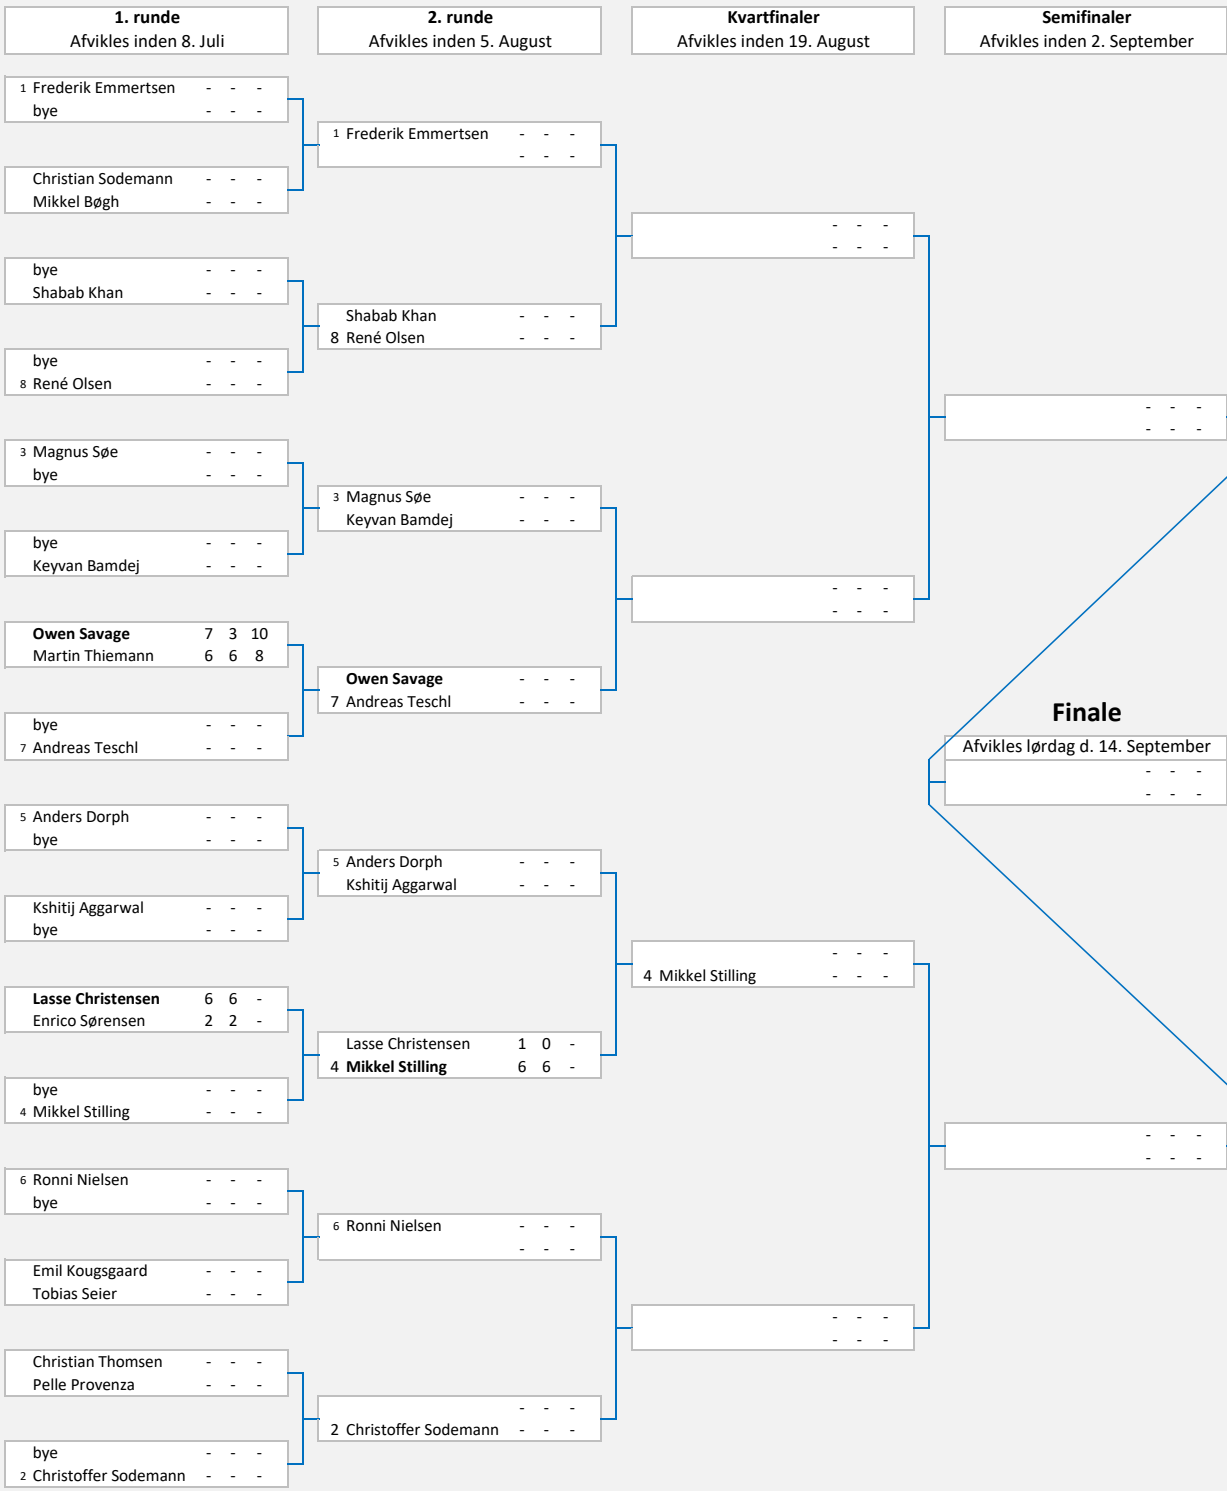 1. runde
Afvikles inden 8. Juli
2. runde
Afvikles inden 5. August
Kvartfinaler
Afvikles inden 19. August
Semifinaler
Afvikles inden 2. September
1 Frederik Emmertsen - - -
bye - - -
Christian Sodemann - - -
Mikkel Bøgh - - -
bye - - -
Shabab Khan - - -
bye - - -
8 René Olsen - - -
3 Magnus Søe - - -
bye - - -
bye - - -
Keyvan Bamdej - - -
Owen Savage 7 3 10
Martin Thiemann 6 6 8
bye - - -
7 Andreas Teschl - - -
5 Anders Dorph - - -
bye - - -
Kshitij Aggarwal - - -
bye - - -
Lasse Christensen 6 6 -
Enrico Sørensen 2 2 -
bye - - -
4 Mikkel Stilling - - -
6 Ronni Nielsen - - -
bye - - -
Emil Kougsgaard - - -
Tobias Seier - - -
Christian Thomsen - - -
Pelle Provenza - - -
bye - - -
2 Christoffer Sodemann - - -
1 Frederik Emmertsen - - -
- - -
Shabab Khan - - -
8 René Olsen - - -
3 Magnus Søe - - -
Keyvan Bamdej - - -
Owen Savage - - -
7 Andreas Teschl - - -
5 Anders Dorph - - -
Kshitij Aggarwal - - -
Lasse Christensen 1 0 -
4 Mikkel Stilling 6 6 -
6 Ronni Nielsen - - -
- - -
- - -
2 Christoffer Sodemann - - -
- - -
- - -
- - -
- - -
- - -
4 Mikkel Stilling - - -
- - -
- - -
- - -
- - -
Finale
Afvikles lørdag d. 14. September
- - -
- - -
- - -
- - -